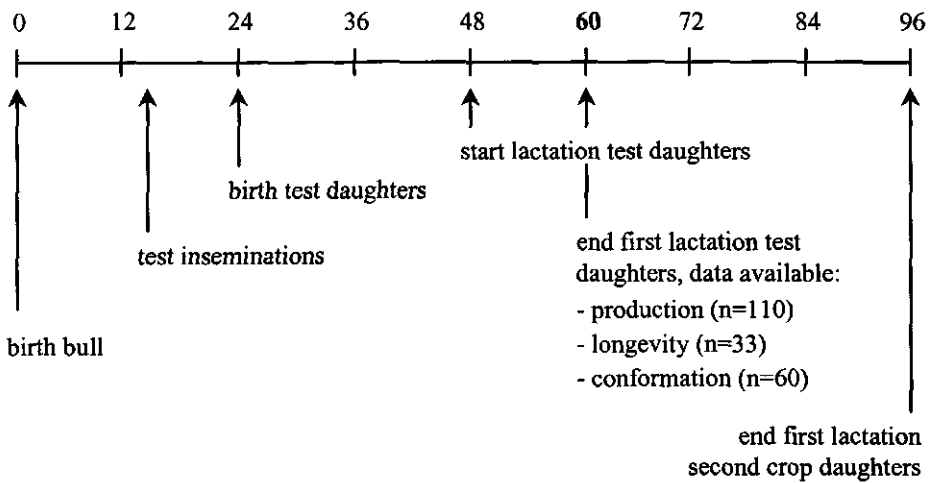 0 12 24 36 48 60 72 84 96
start lactation test daughters
birth test daughters
test inseminations
end first lactation test
daughters, data available:
- production (n=110)
- longevity (n=33)
- conformation (n=60)
birth bull
end first lactation
second crop daughters